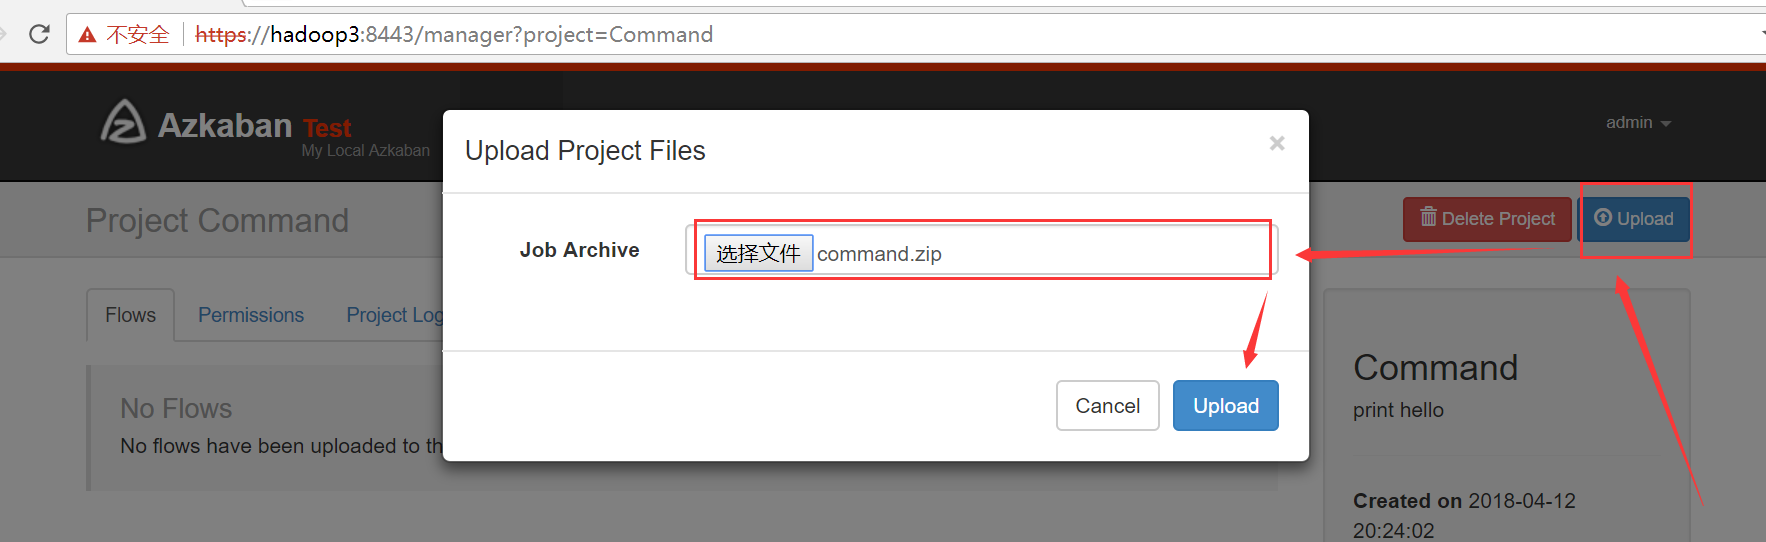 不安全 https://hadoop3:8443/manager?project=Command
Azkaban Test
My Local Azkaban
admin
Upload Project Files ×
Project Command
Delete Project Upload
Job Archive 选择文件 command.zip
Flows Permissions Project Log
No Flows
No flows have been uploaded to th
Cancel Upload
Command
print hello
Created on 2018-04-12
20:24:02